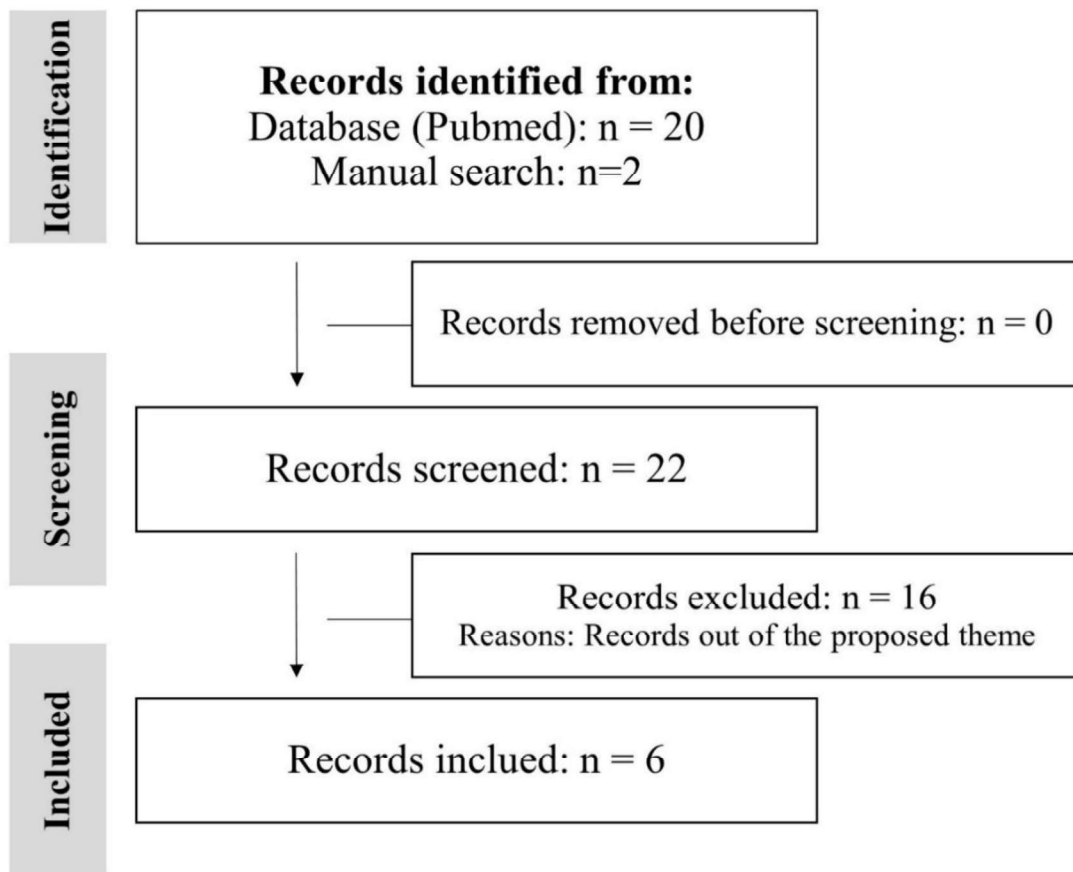 Identification
Records identified from:
Database (Pubmed): n = 20
Manual search: n=2
Records removed before screening: n = 0
Screening
Records screened: n = 22
Records excluded: n = 16
Reasons: Records out of the proposed theme
Included
Records inclued: n = 6